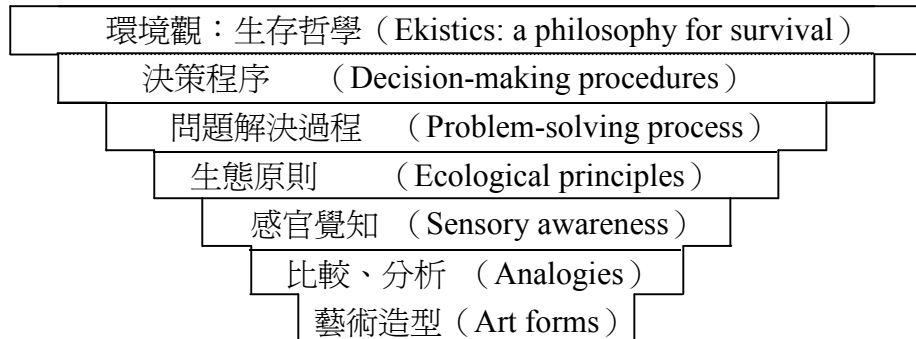 環境觀：生存哲學（Ekistics: a philosophy for survival）
決策程序　（Decision-making procedures）
問題解決過程　（Problem-solving process）
生態原則　　（Ecological principles）
感官覺知　（Sensory awareness）
比較、分析　（Analogies）
藝術造型（Art forms）